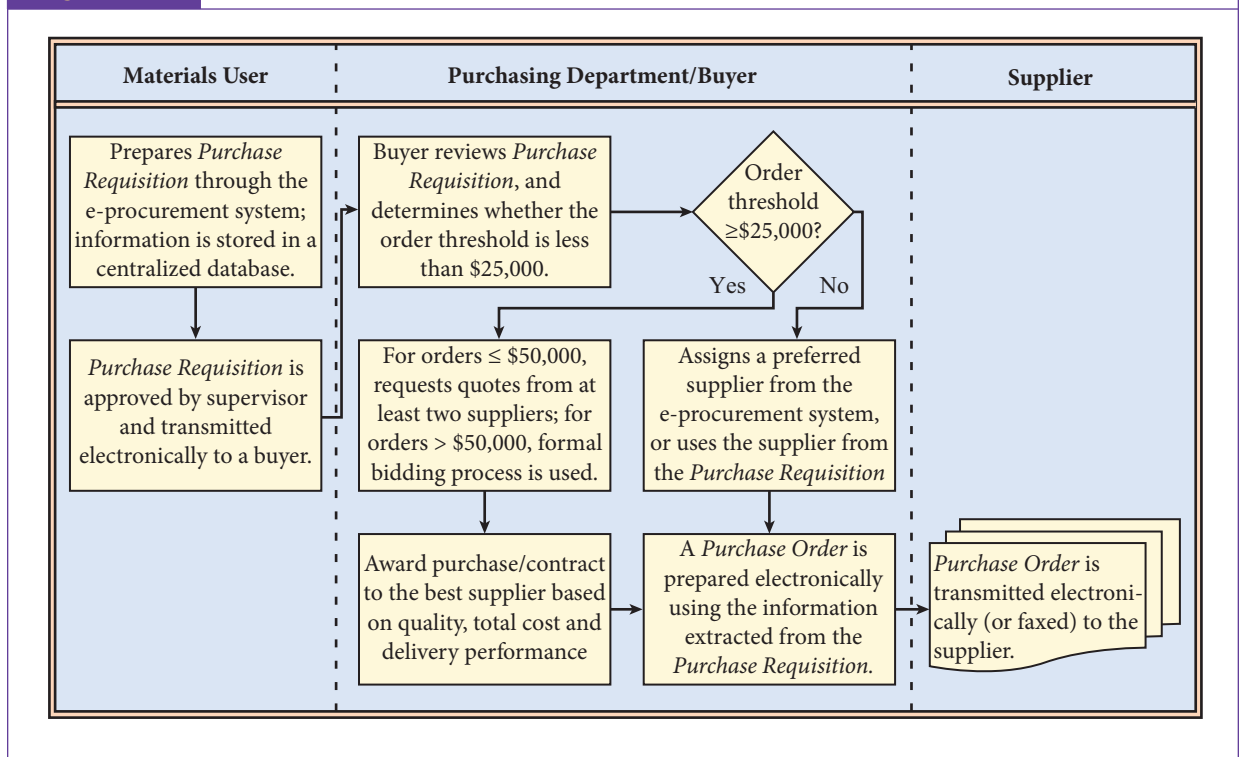 Materials User
Purchasing Department/Buyer
Supplier
Prepares Purchase
Requisition through the
e-procurement system;
information is stored in a
centralized database.
Purchase Requisition is
approved by supervisor
and transmitted
electronically to a buyer.
Buyer reviews Purchase
Requisition, and
determines whether the
order threshold is less
than $25,000.
Order
threshold
≥$25,000?
Yes
No
For orders ≤ $50,000,
requests quotes from at
least two suppliers; for
orders > $50,000, formal
bidding process is used.
Assigns a preferred
supplier from the
e-procurement system,
or uses the supplier from
the Purchase Requisition
Award purchase/contract
to the best supplier based
on quality, total cost and
delivery performance
A Purchase Order is
prepared electronically
using the information
extracted from the
Purchase Requisition.
Purchase Order is
transmitted electroni-
cally (or faxed) to the
supplier.